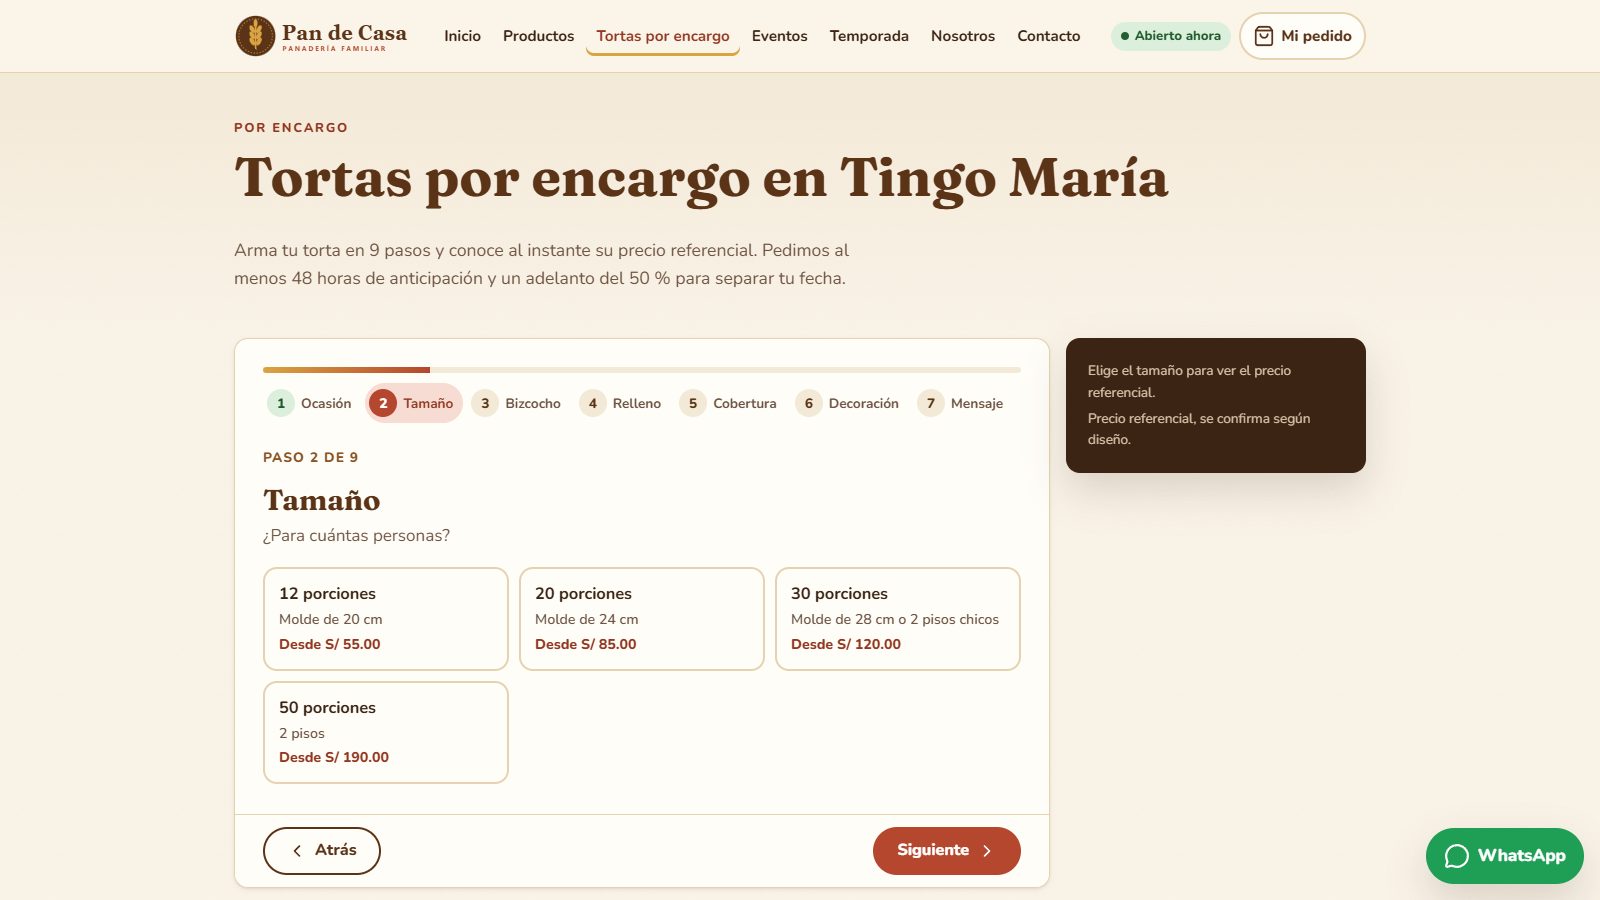 Pan de Casa
PANADERÍA FAMILIAR
Inicio
Productos
Tortas por encargo
Eventos
Temporada
Nosotros
Contacto
Abierto ahora
Mi pedido
POR ENCARGO
Tortas por encargo en Tingo María
Arma tu torta en 9 pasos y conoce al instante su precio referencial. Pedimos al
menos 48 horas de anticipación y un adelanto del 50 % para separar tu fecha.
1 Ocasión
2 Tamaño
3 Bizcocho
4 Relleno
5 Cobertura
6 Decoración
7 Mensaje
PASO 2 DE 9
Tamaño
¿Para cuántas personas?
12 porciones
Molde de 20 cm
Desde S/ 55.00
20 porciones
Molde de 24 cm
Desde S/ 85.00
30 porciones
Molde de 28 cm o 2 pisos chicos
Desde S/ 120.00
50 porciones
2 pisos
Desde S/ 190.00
Atrás
Siguiente
Elige el tamaño para ver el precio
referencial.
Precio referencial, se confirma según
diseño.
WhatsApp